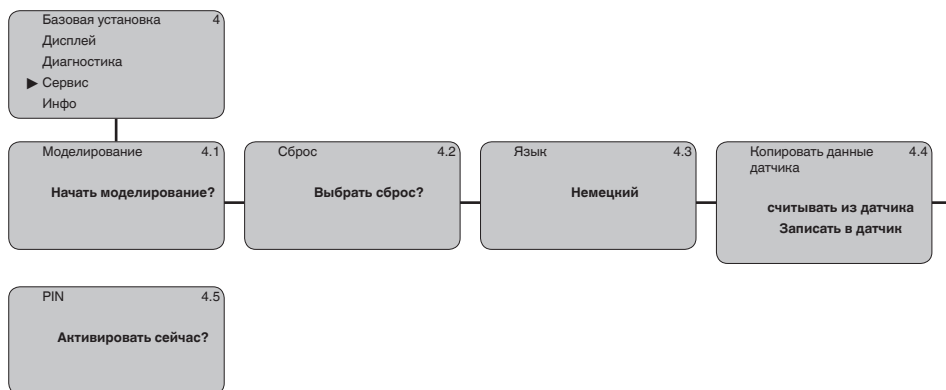 Базовая установка 4
Дисплей
Диагностика
▶ Сервис
Инфо
Моделирование 4.1
Начать моделирование?
Сброс 4.2
Выбрать сброс?
Язык 4.3
Немецкий
Копировать данные 4.4
датчика
считывать из датчика
Записать в датчик
PIN 4.5
Активировать сейчас?